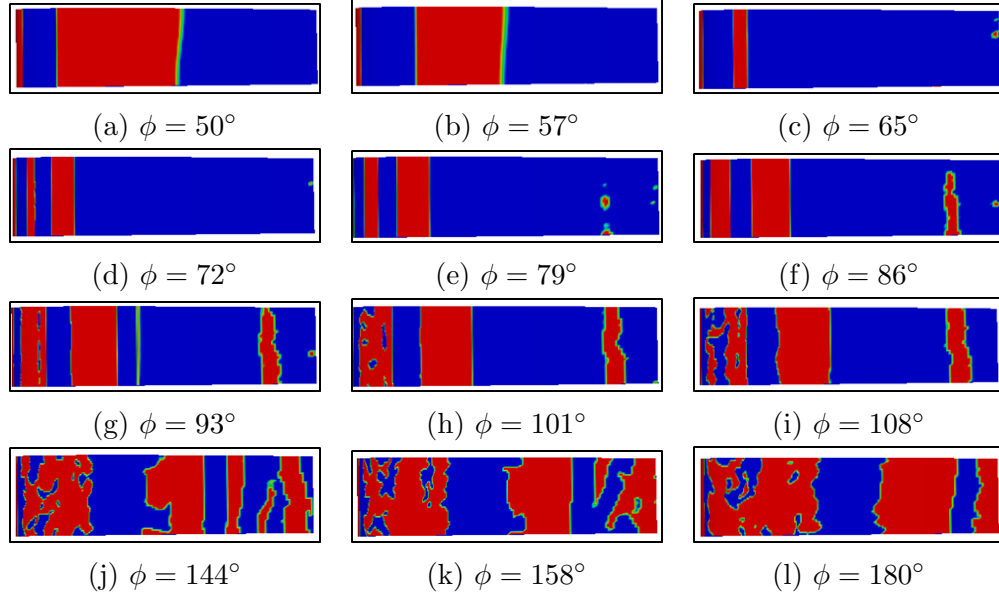 (a) ϕ = 50° (b) ϕ = 57° (c) ϕ = 65°
(d) ϕ = 72° (e) ϕ = 79° (f) ϕ = 86°
(g) ϕ = 93° (h) ϕ = 101° (i) ϕ = 108°
(j) ϕ = 144° (k) ϕ = 158° (l) ϕ = 180°